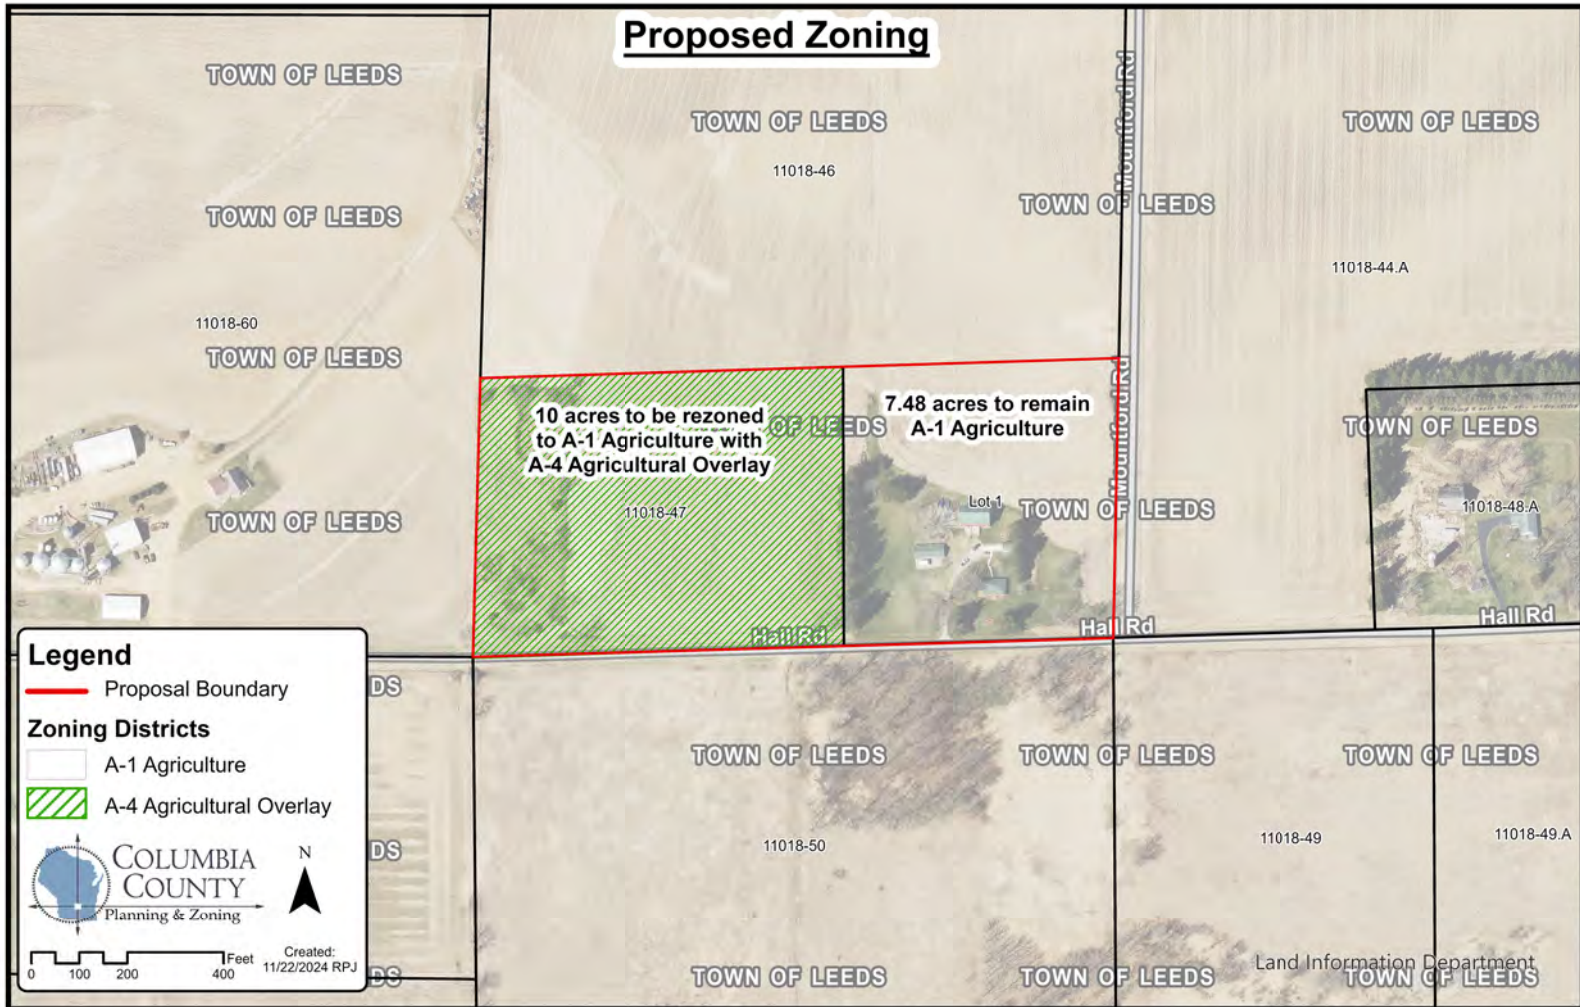 Proposed Zoning
TOWN OF LEEDS
TOWN OF LEEDS
TOWN OF LEEDS
11018-46
Mountford Rd
TOWN OF LEEDS
TOWN OF LEEDS
11018-44.A
11018-60
TOWN OF LEEDS
10 acres to be rezoned
to A-1 Agriculture with
A-4 Agricultural Overlay
OF LEEDS
11018-47
7.48 acres to remain
A-1 Agriculture
Mountford Rd
TOWN OF LEEDS
Lot 1
TOWN OF LEEDS
11018-48.A
TOWN OF LEEDS
Hall Rd
Hall Rd
Hall Rd
Legend
Proposal Boundary
Zoning Districts
A-1 Agriculture
A-4 Agricultural Overlay
COLUMBIA
COUNTY
Planning & Zoning
N
0 100 200 400 Feet
Created:
11/22/2024 RPJ
DS
DS
DS
TOWN OF LEEDS
TOWN OF LEEDS
TOWN OF LEEDS
11018-50
11018-49
11018-49.A
Land Information Department
TOWN OF LEEDS
TOWN OF LEEDS
TOWN OF LEEDS